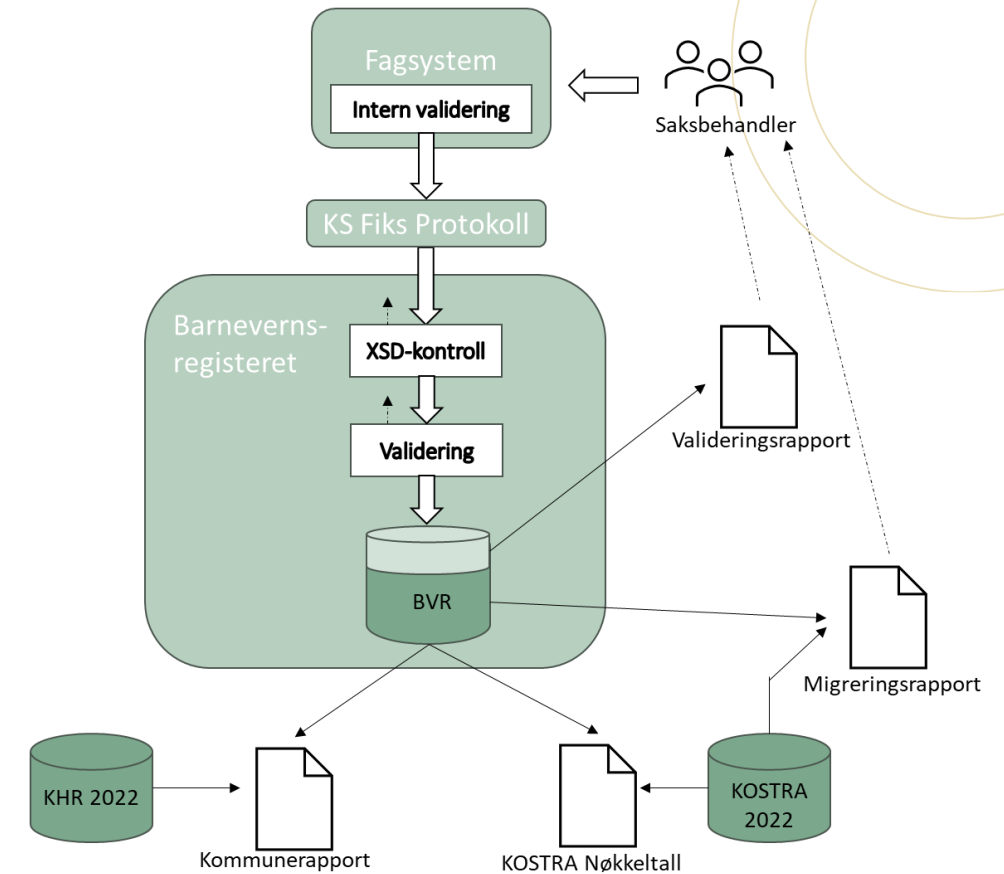 Fagsystem
Intern validering
Saksbehandler
KS Fiks Protokoll
Barneverns-
registeret
XSD-kontroll
Validering
Valideringsrapport
BVR
Migreringsrapport
KHR 2022
KOSTRA
2022
Kommunerapport
KOSTRA Nøkkeltall